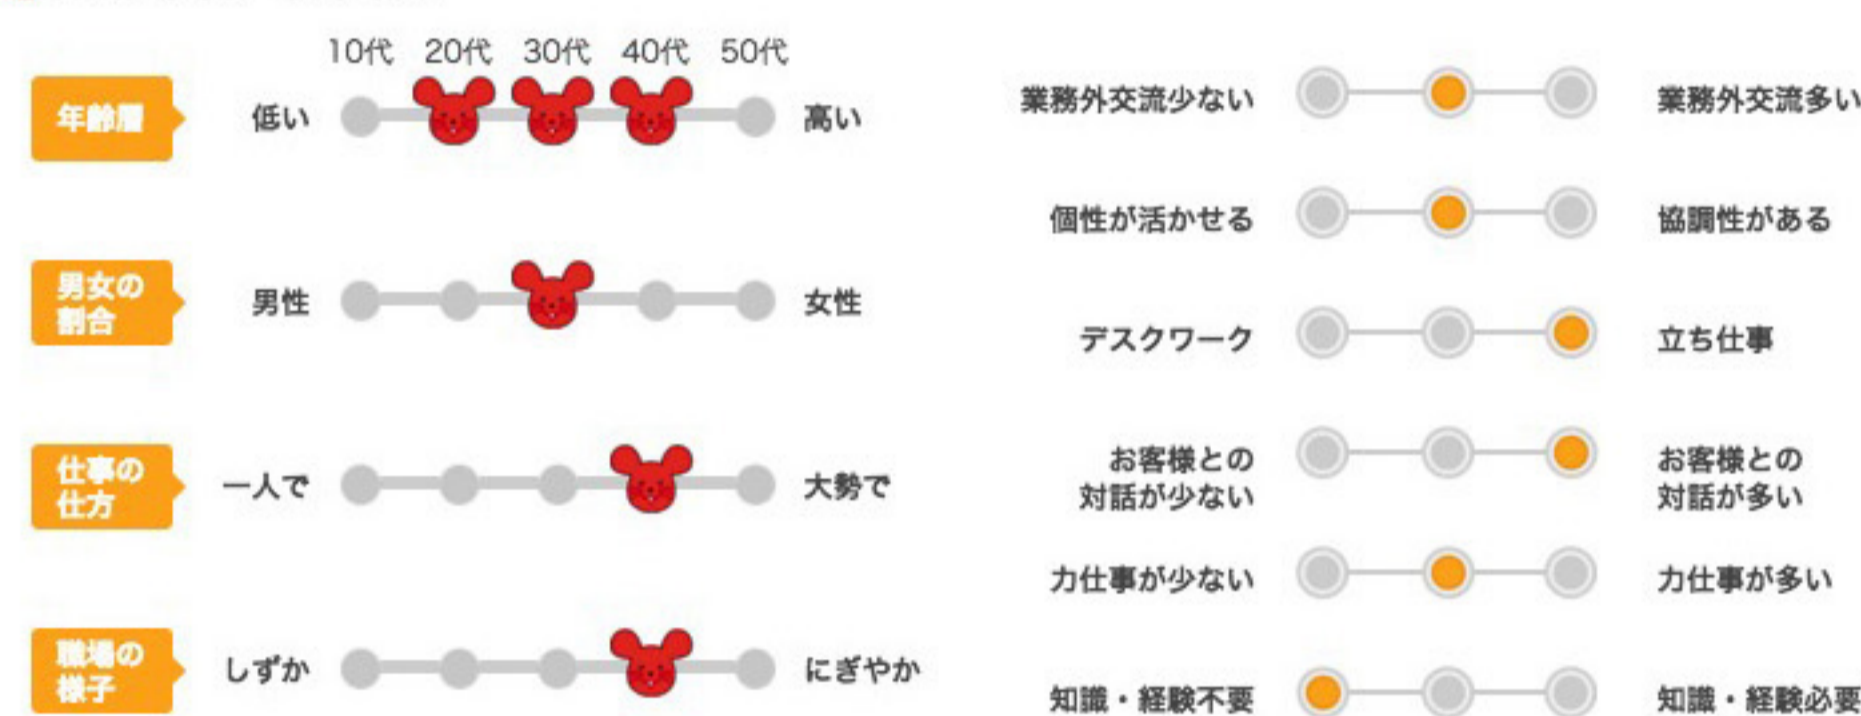 10代 20代 30代 40代 50代
年齢層 低い 高い
男女の
割合
男性 女性
仕事の
仕方
一人で 大勢で
職場の
様子
しずか にぎやか
業務外交流少ない 業務外交流多い
個性が活かせる 協調性がある
デスクワーク 立ち仕事
お客様との
対話が少ない
お客様との
対話が多い
力仕事が少ない 力仕事が多い
知識・経験不要 知識・経験必要